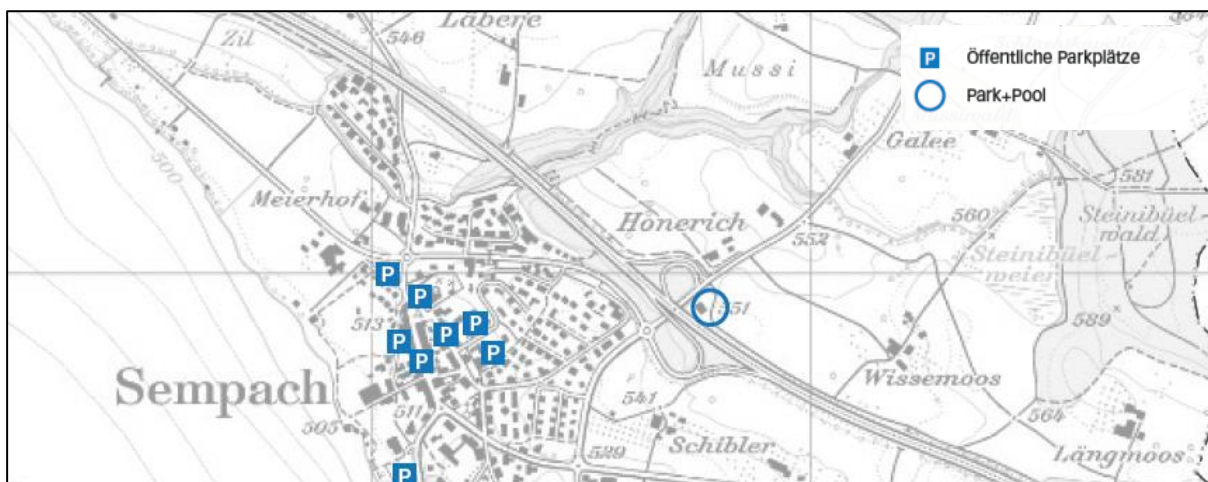 Läbere
546
Zil
Mussi
P Öffentliche Parkplätze
Park+Pool
Galee
500
581
Meierhof
Hönerich
560
552
Steinibüel-
wald
Steinibüel-
weier
P
P
513
P
P
P
P
P
551
589
Sempach
Wissemoos
511
505
541
564
Schibler
529
Längmoos
P